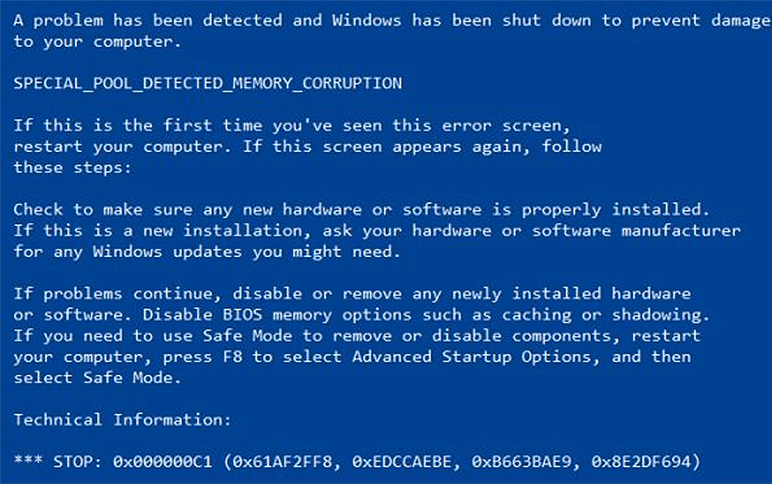 A problem has been detected and Windows has been shut down to prevent damage
to your computer.
SPECIAL_POOL_DETECTED_MEMORY_CORRUPTION
If this is the first time you've seen this error screen,
restart your computer. If this screen appears again, follow
these steps:
Check to make sure any new hardware or software is properly installed.
If this is a new installation, ask your hardware or software manufacturer
for any Windows updates you might need.
If problems continue, disable or remove any newly installed hardware
or software. Disable BIOS memory options such as caching or shadowing.
If you need to use Safe Mode to remove or disable components, restart
your computer, press F8 to select Advanced Startup Options, and then
select Safe Mode.
Technical Information:
*** STOP: 0x000000C1 (0x61AF2FF8, 0xEDCCAEBE, 0xB663BAE9, 0x8E2DF694)